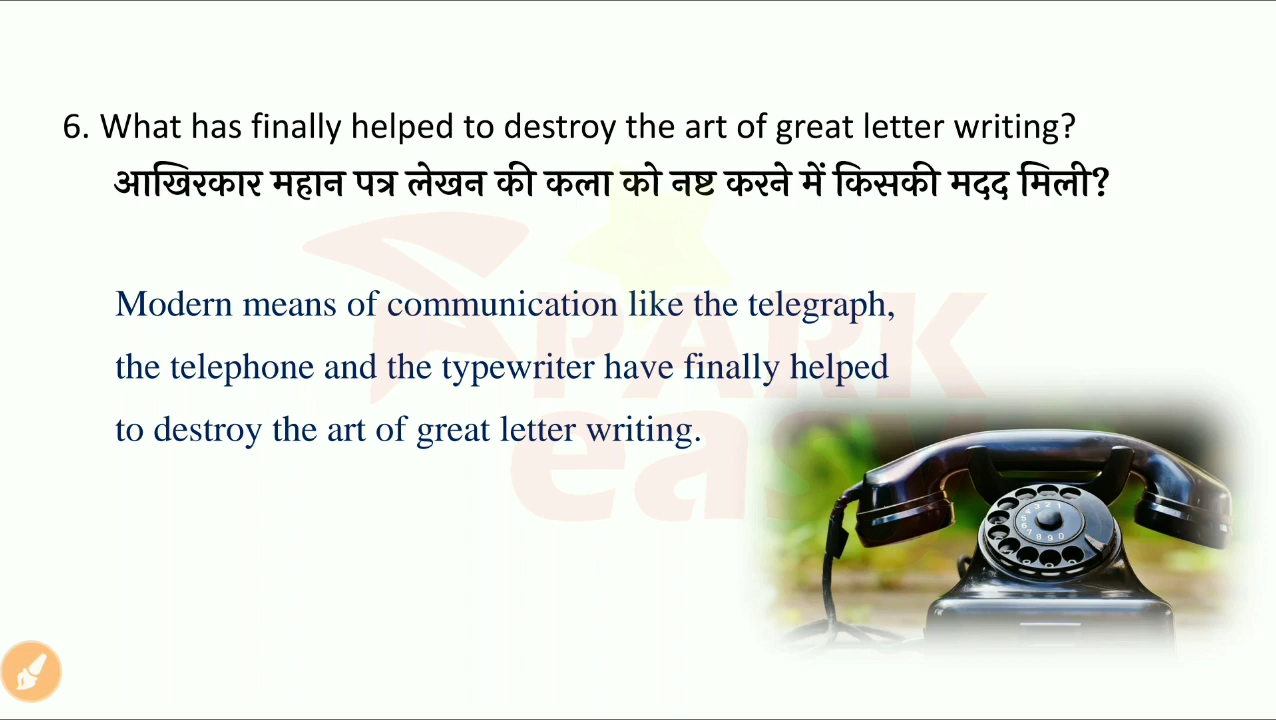 6. What has finally helped to destroy the art of great letter writing?
आखिरकार महान पत्र लेखन की कला को नष्ट करने में किसकी मदद मिली?
Modern means of communication like the telegraph,
the telephone and the typewriter have finally helped
to destroy the art of great letter writing.
SPARK
easy